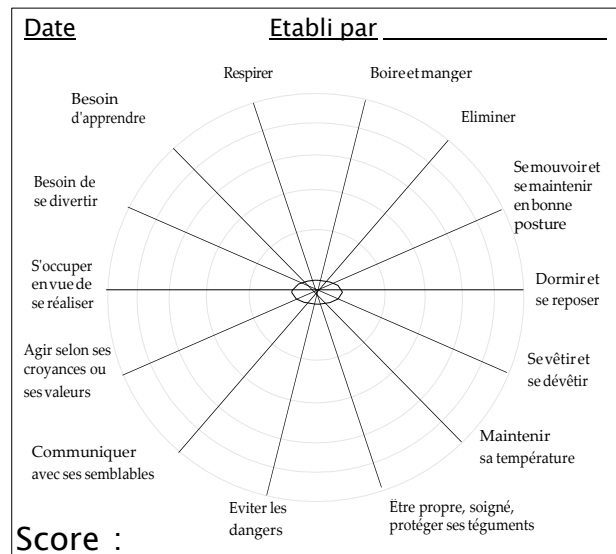 Date Etabli par
Respirer
Boire et manger
Eliminer
Se mouvoir et
se maintenir
en bonne
posture
Dormir et
se reposer
Se vêtir et
se dévêtir
Maintenir
sa température
Être propre, soigné,
protéger ses téguments
Eviter les
dangers
Communiquer
avec ses semblables
Agir selon ses
croyances ou
ses valeurs
S'occuper
en vue de
se réaliser
Besoin de
se divertir
Besoin
d'apprendre
Score :